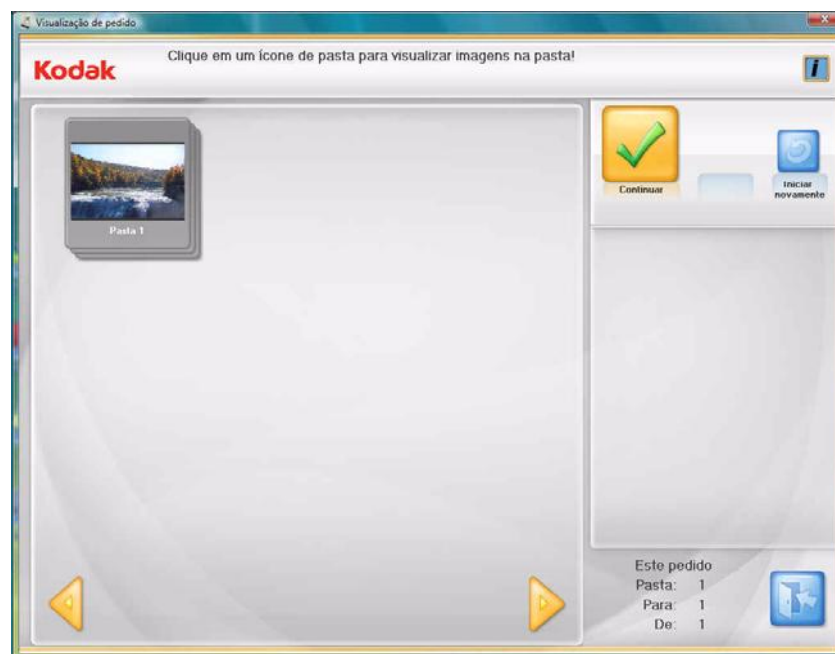 Visualização de pedido
Kodak
Clique em um ícone de pasta para visualizar imagens na pasta!
i
Pasta 1
Continuar
Iniciar
novamente
Este pedido
Pasta: 1
Para: 1
De: 1